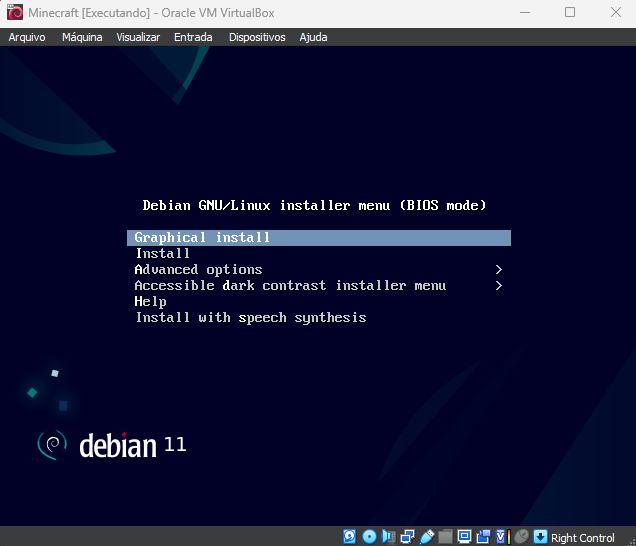 Minecraft [Executando] - Oracle VM VirtualBox
Arquivo Máquina Visualizar Entrada Dispositivos Ajuda
Debian GNU/Linux installer menu (BIOS mode)
Graphical install
Install
Advanced options >
Accessible dark contrast installer menu >
Help
Install with speech synthesis
debian 11
Right Control